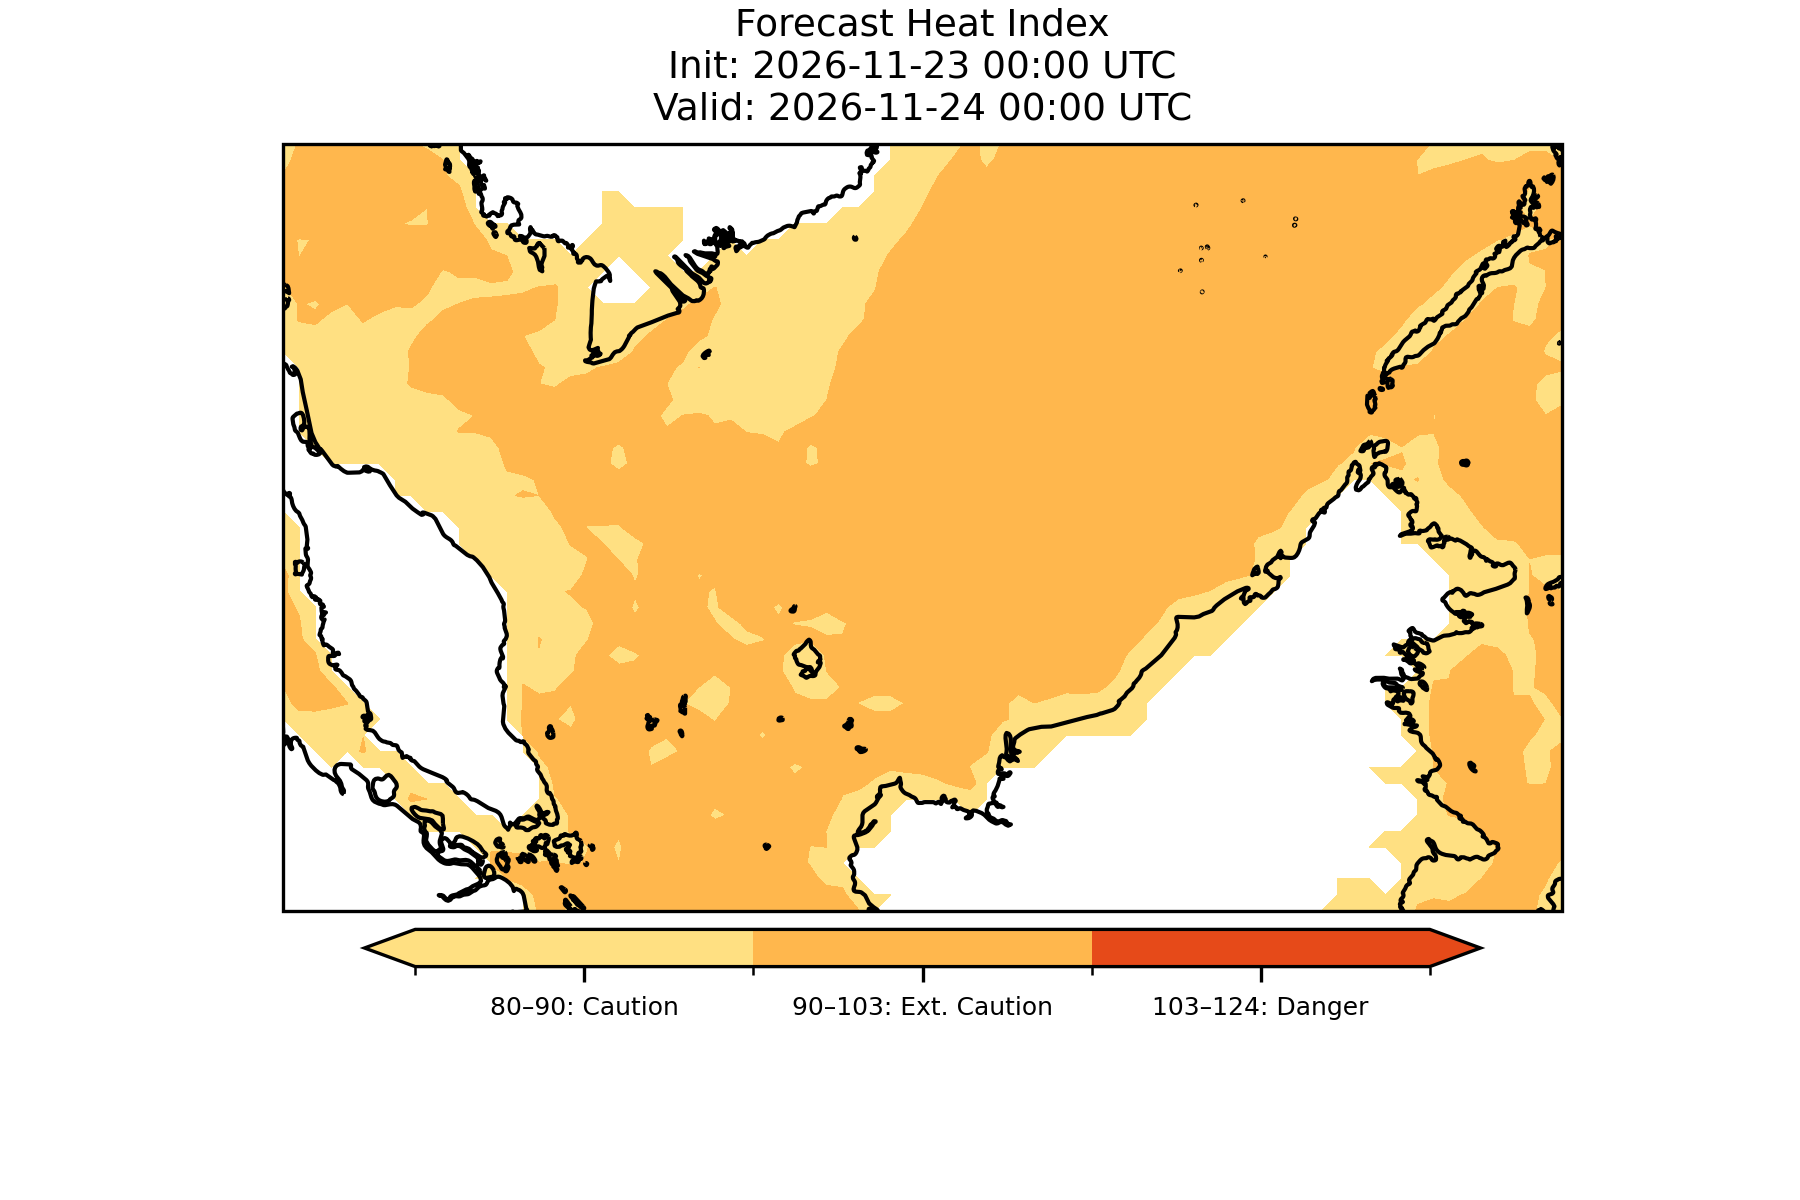 Forecast Heat Index
Init: 2026-11-23 00:00 UTC
Valid: 2026-11-24 00:00 UTC
80–90: Caution
90–103: Ext. Caution
103–124: Danger